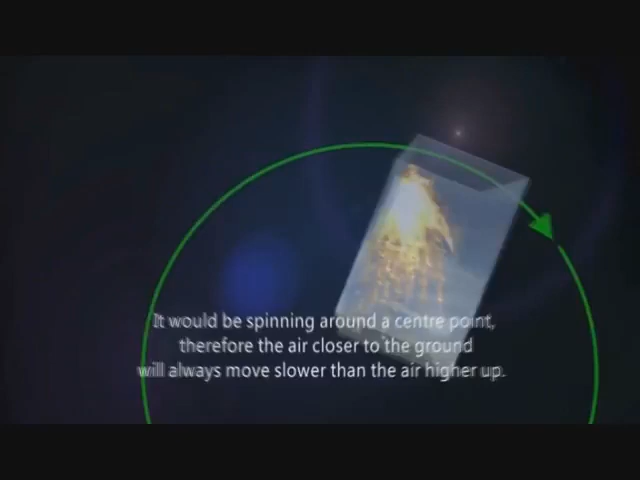 It would be spinning around a centre point,
therefore the air closer to the ground
will always move slower than the air higher up.